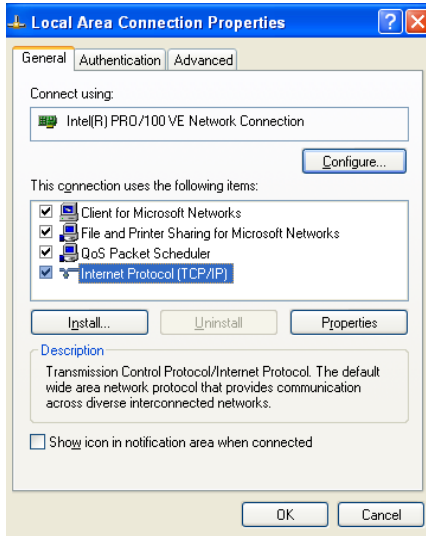 Local Area Connection Properties
General Authentication Advanced
Connect using:
Intel(R) PRO/100 VE Network Connection
Configure...
This connection uses the following items:
Client for Microsoft Networks
File and Printer Sharing for Microsoft Networks
QoS Packet Scheduler
Internet Protocol (TCP/IP)
Install... Uninstall Properties
Description
Transmission Control Protocol/Internet Protocol. The default
wide area network protocol that provides communication
across diverse interconnected networks.
Show icon in notification area when connected
OK Cancel